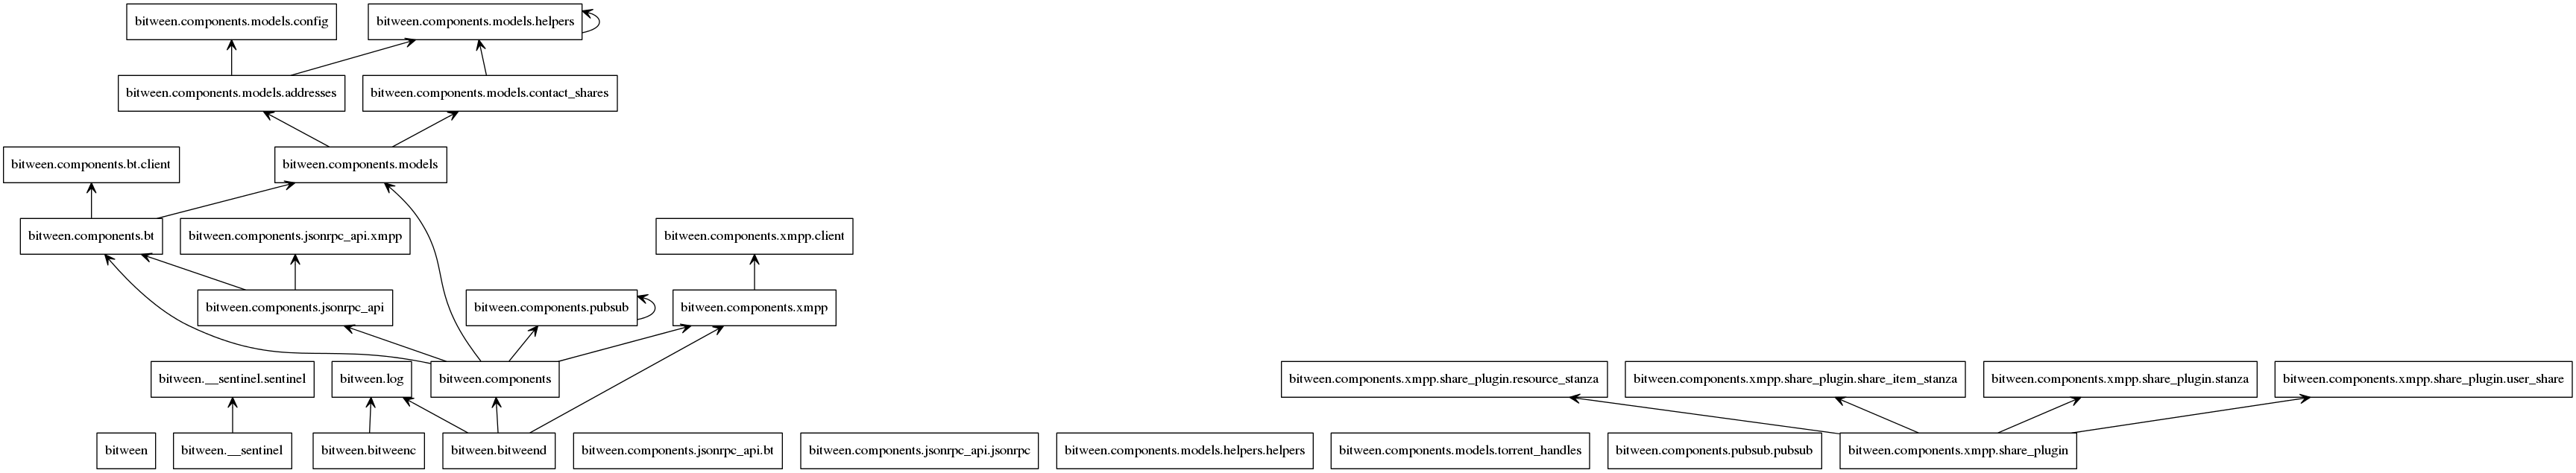 bitween.components.models.config
bitween.components.models.helpers
bitween.components.models.addresses
bitween.components.models.contact_shares
bitween.components.bt.client
bitween.components.models
bitween.components.bt
bitween.components.jsonrpc_api.xmpp
bitween.components.xmpp.client
bitween.components.jsonrpc_api
bitween.components.pubsub
bitween.components.xmpp
bitween.__sentinel.sentinel
bitween.log
bitween.components
bitween.components.xmpp.share_plugin.resource_stanza
bitween.components.xmpp.share_plugin.share_item_stanza
bitween.components.xmpp.share_plugin.stanza
bitween.components.xmpp.share_plugin.user_share
bitween
bitween.__sentinel
bitween.bitweenc
bitween.bitweend
bitween.components.jsonrpc_api.bt
bitween.components.jsonrpc_api.jsonrpc
bitween.components.models.helpers.helpers
bitween.components.models.torrent_handles
bitween.components.pubsub.pubsub
bitween.components.xmpp.share_plugin